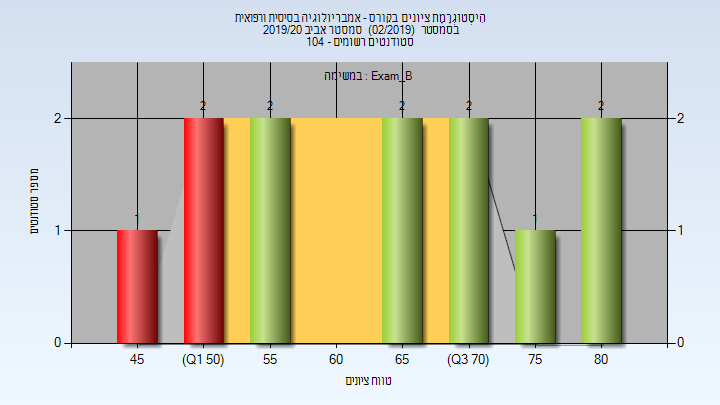 היסטוגרמת ציונים בקורס - אמבריולוגיה בסיסית ורפואית
בסמסטר (02/2019) סמסטר אביב 2019/20
סטודנטים רשומים - 104
במשימה : Exam_B
מספר סטודנטים
2
1
0
2
1
0
1
2
2
2
2
1
2
45
(Q1 50)
55
60
65
(Q3 70)
75
80
טווח ציונים